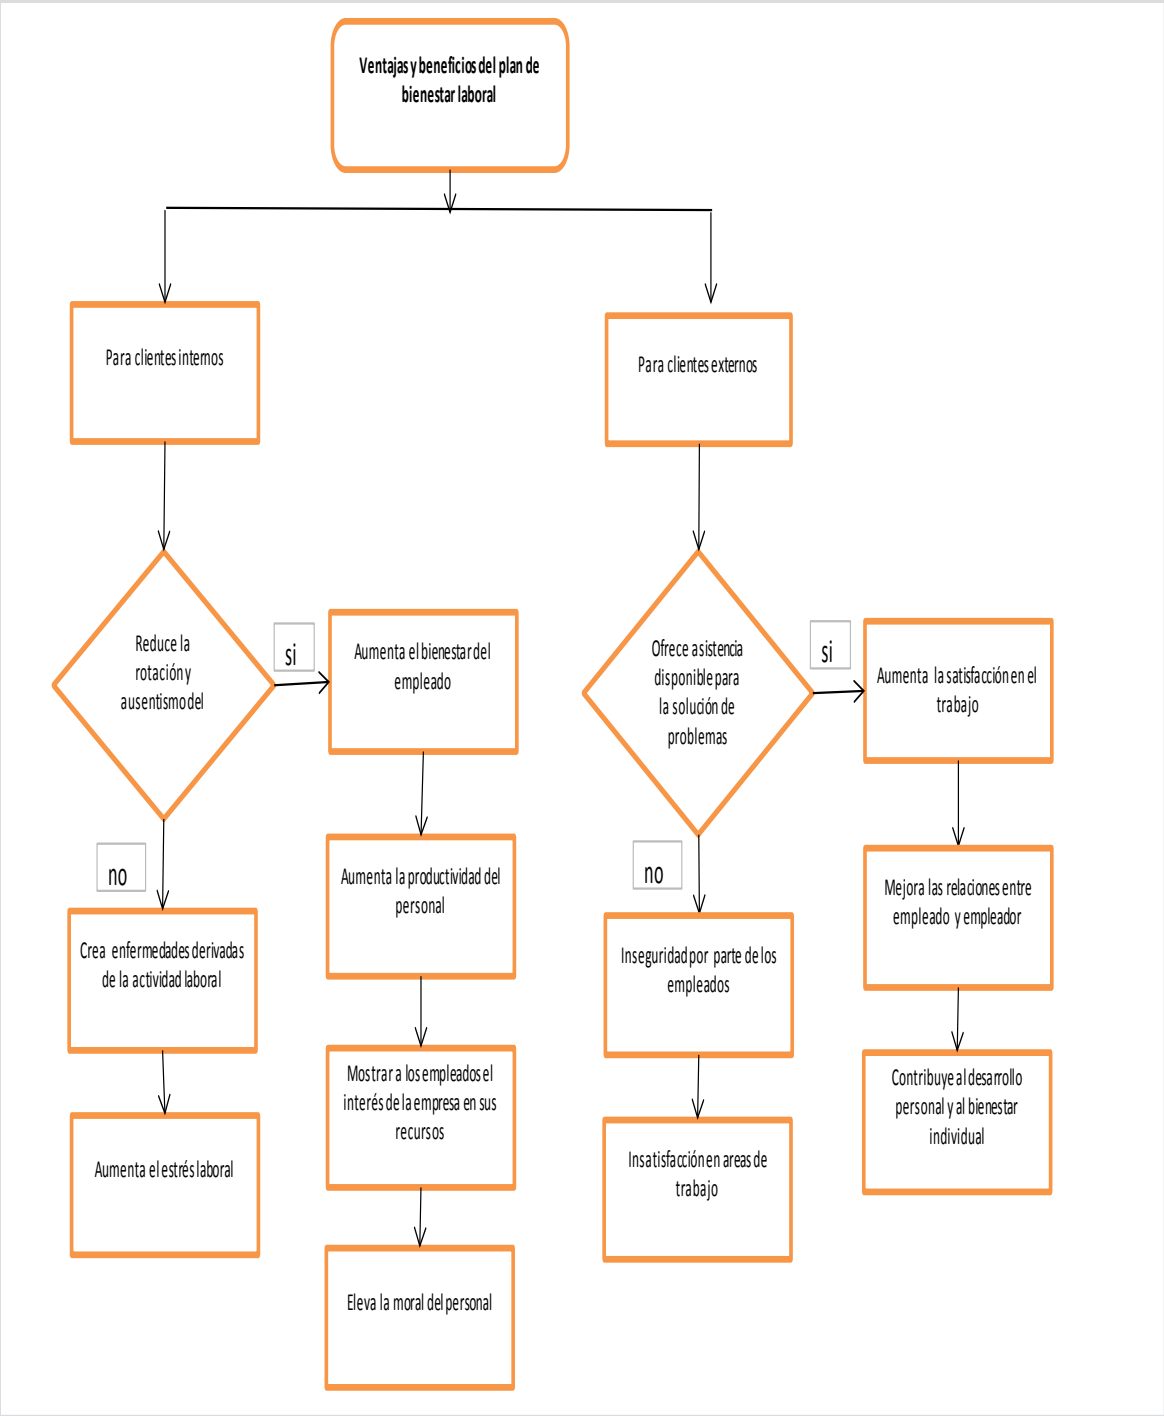 Ventajas y beneficios del plan de
bienestar laboral
Para clientes internos
Para clientes externos
Reduce la
rotación y
ausentismo del
si
Aumenta el bienestar del
empleado
no
Crea enfermedades derivadas
de la actividad laboral
Aumenta el estrés laboral
Aumenta la productividad del
personal
Mostrar a los empleados el
interés de la empresa en sus
recursos
Eleva la moral del personal
Ofrece asistencia
disponible para
la solución de
problemas
si
Aumenta la satisfacción en el
trabajo
no
Inseguridad por parte de los
empleados
Insatisfacción en areas de
trabajo
Mejora las relaciones entre
empleado y empleador
Contribuye al desarrollo
personal y al bienestar
individual